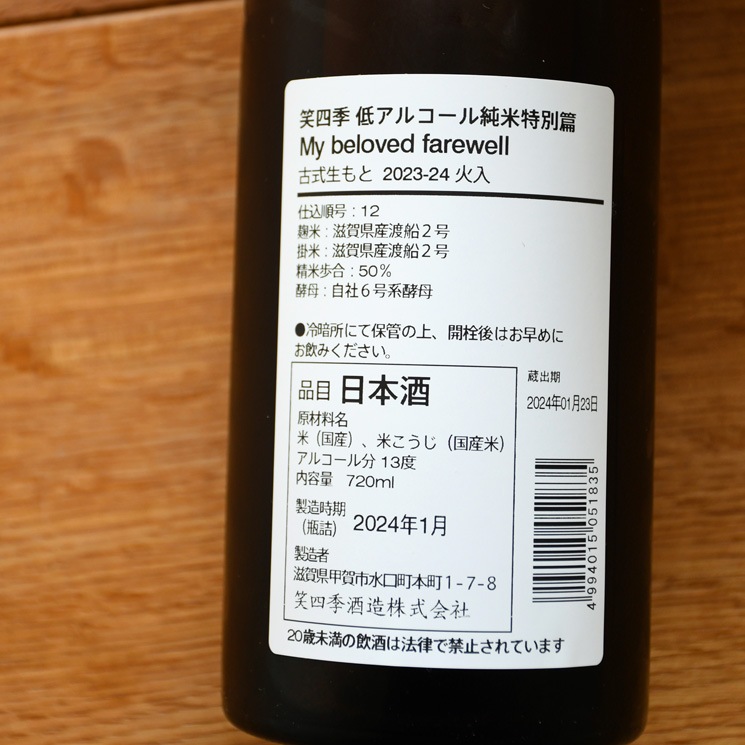 笑四季 低アルコール純米特別篇
My beloved farewell
古式生もと 2023-24 火入
仕込順号：12
麹米：滋賀県産渡船２号
掛米：滋賀県産渡船２号
精米歩合：50%
酵母：自社６号系酵母
●冷暗所にて保管の上、開栓後はお早めに
お飲みください。
品目 日本酒
原材料名
米（国産）、米こうじ（国産米）
アルコール分 13度
内容量 720ml
製造時期
（瓶詰） 2024年1月
製造者
滋賀県甲賀市水口町本町1-7-8
笑四季酒造株式会社
蔵出期
2024年01月23日
4994015051835
20歳未満の飲酒は法律で禁止されています